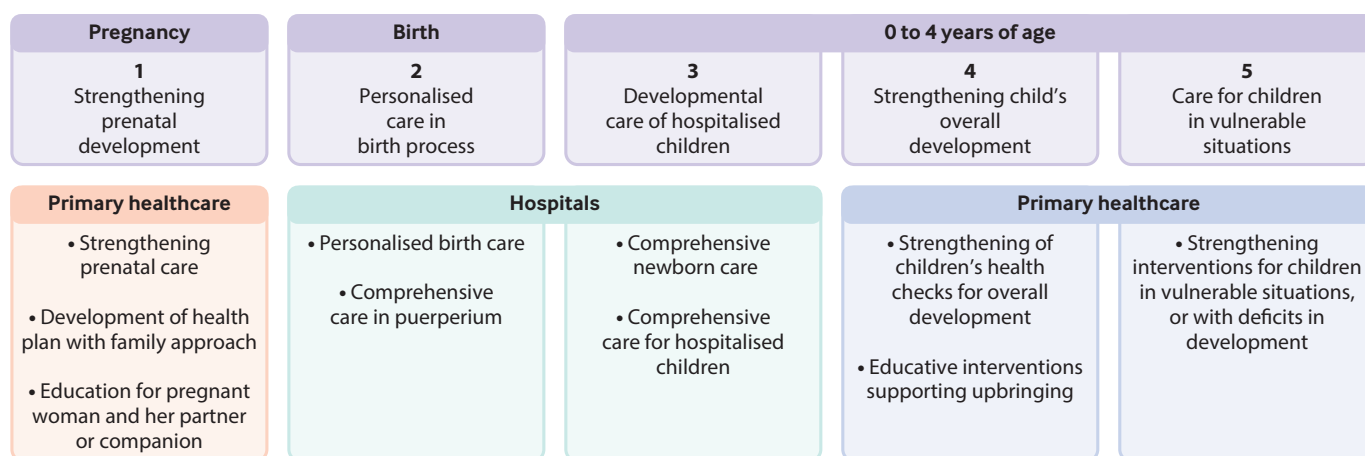 Pregnancy
Birth
0 to 4 years of age
1
Strengthening
prenatal
development
2
Personalised
care in
birth process
3
Developmental
care of hospitalised
children
4
Strengthening child's
overall
development
5
Care for children
in vulnerable
situations
Primary healthcare
Hospitals
Primary healthcare
• Strengthening
prenatal care
• Development of health
plan with family approach
• Education for pregnant
woman and her partner
or companion
• Personalised birth care
• Comprehensive
care in puerperium
• Comprehensive
newborn care
• Comprehensive
care for hospitalised
children
• Strengthening of
children's health
checks for overall
development
• Educative interventions
supporting upbringing
• Strengthening
interventions for children
in vulnerable situations,
or with deficits in
development